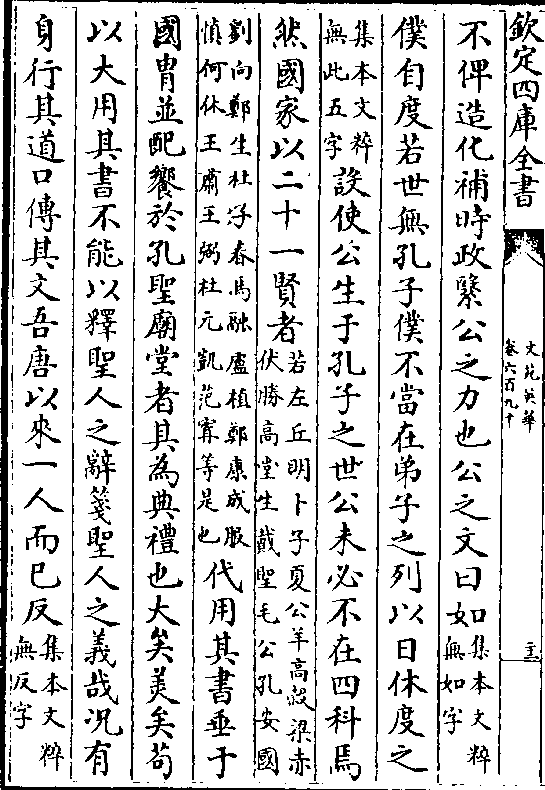 欽定四庫全書
文苑英華
卷六百九十
不俾造化補時政繄公之力也公之文曰如集本文粹無如字
僕自度若世無孔子僕不當在弟子之列以日休度之
集本文粹無此五字設使公生于孔子之世公未必不在四科焉
然國家以二十一賢者若左丘明卜子夏公羊高穀梁赤伏勝高堂生戴聖毛公孔安國
劉向鄭生杜子春馬融盧植鄭康成服慎何休王肅王弼杜元凱范甯等是也代用其書垂于
國胄並配饗於孔聖廟堂者其為典禮也大矣美矣苟
以大用其書不能以釋聖人之辭箋聖人之義哉況有
身行其道口傳其文吾唐以來一人而已反集本文粹無反字